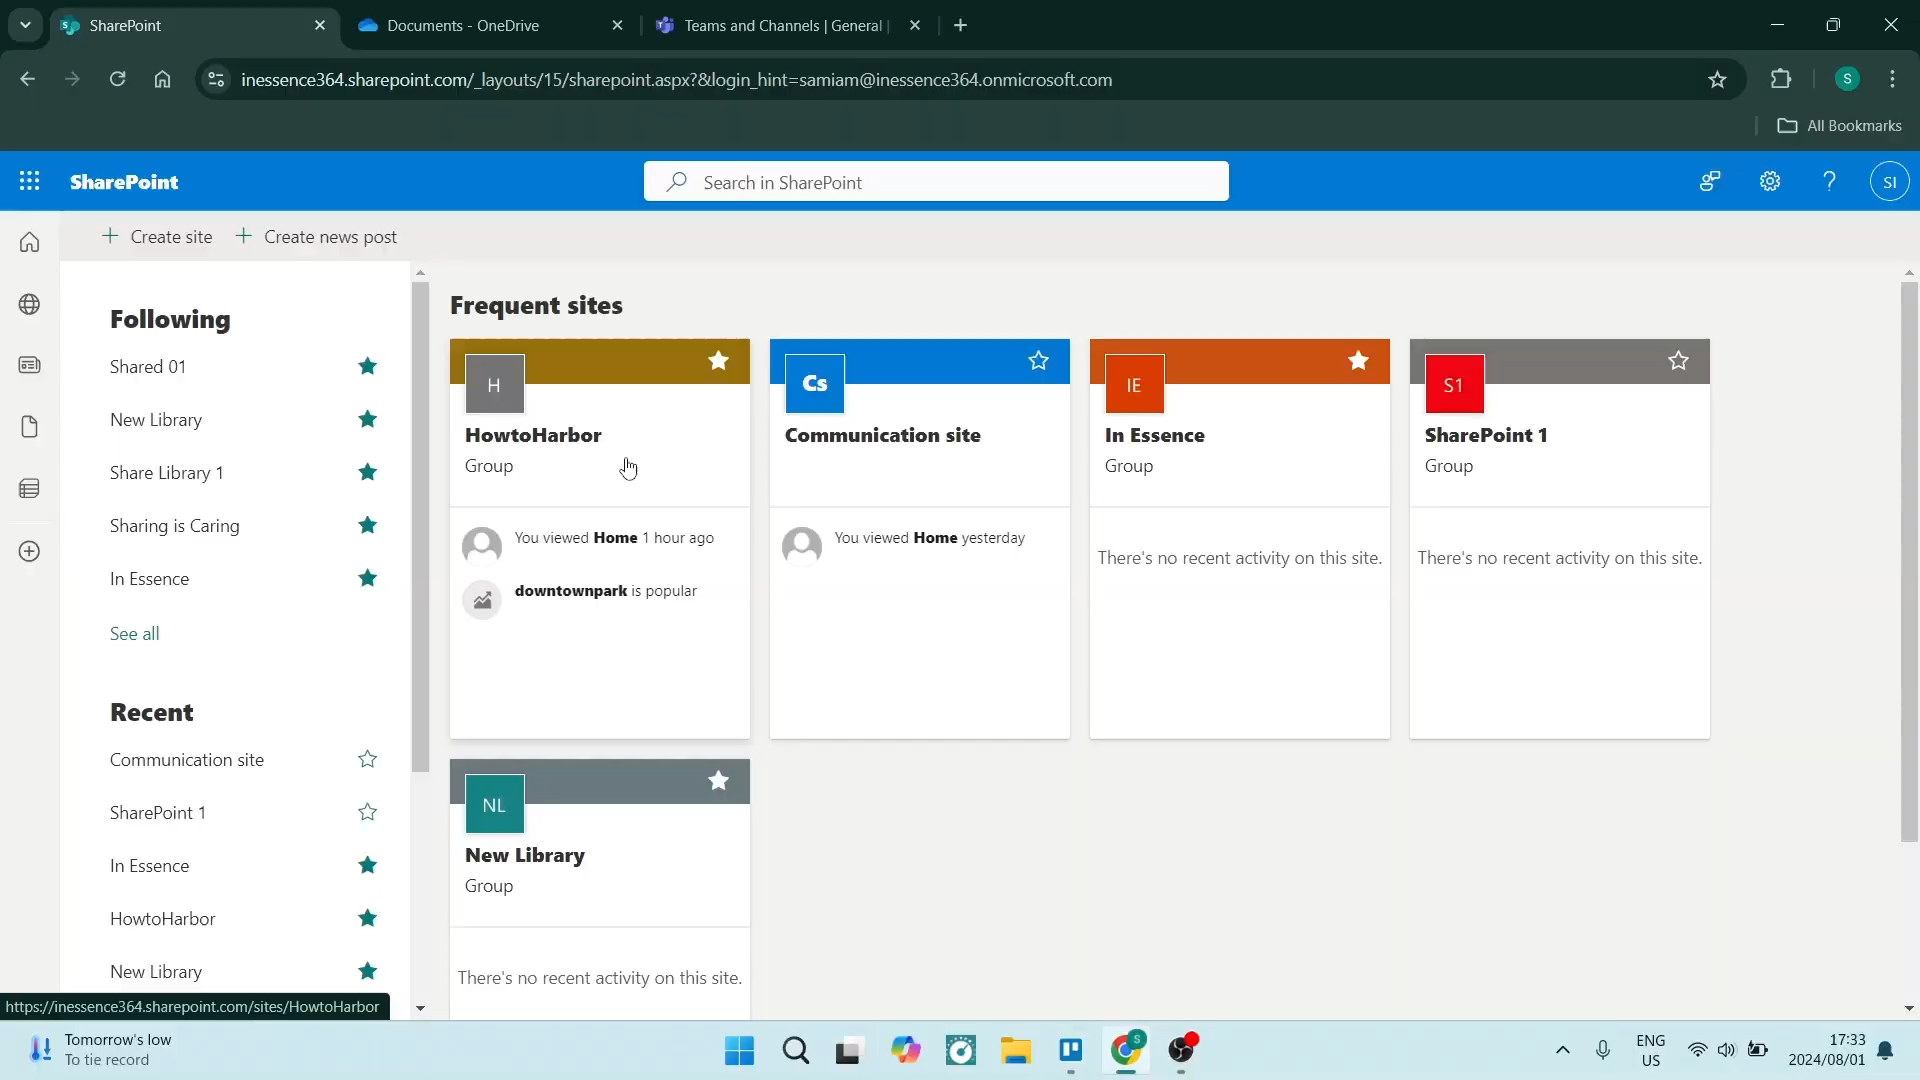 SharePoint
Documents - OneDrive
Teams and Channels | General |
inessence364.sharepoint.com/_layouts/15/sharepoint.aspx?&login_hint=samiam@inessence364.onmicrosoft.com
S
All Bookmarks
SharePoint
Search in SharePoint
?
SI
+ Create site
+ Create news post
Following
Shared 01
New Library
Share Library 1
Sharing is Caring
In Essence
See all
Recent
Communication site
SharePoint 1
In Essence
HowtoHarbor
New Library
Frequent sites
H
HowtoHarbor
Group
You viewed Home 1 hour ago
downtownpark is popular
Cs
Communication site
You viewed Home yesterday
IE
In Essence
Group
There's no recent activity on this site.
S1
SharePoint 1
Group
There's no recent activity on this site.
NL
New Library
Group
There's no recent activity on this site.
https://inessence364.sharepoint.com/sites/HowtoHarbor
Tomorrow's low
To tie record
S
ENG
US
17:33
2024/08/01